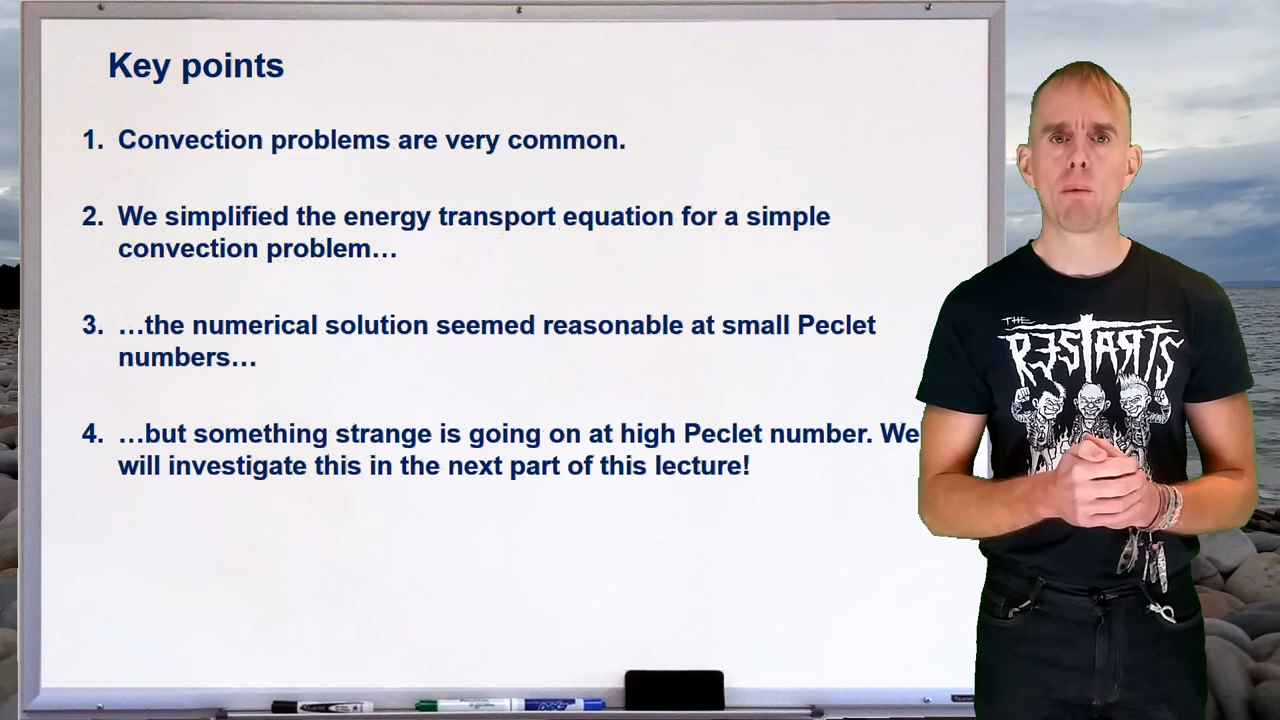 Key points
1. Convection problems are very common.
2. We simplified the energy transport equation for a simple
convection problem…
3. …the numerical solution seemed reasonable at small Peclet
numbers…
4. …but something strange is going on at high Peclet number. We
will investigate this in the next part of this lecture!
THE
RESTARTS